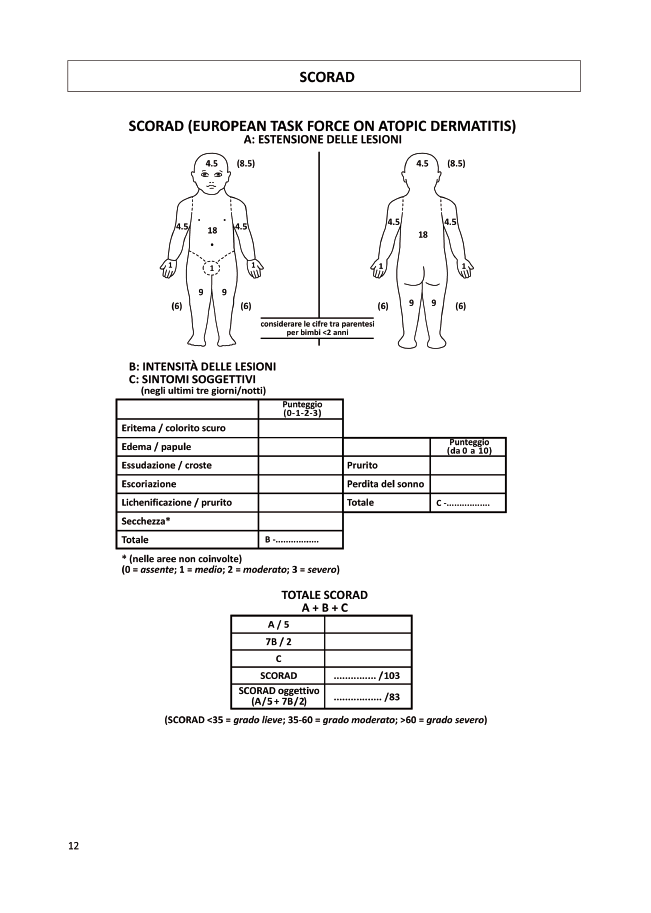 SCORAD
SCORAD (EUROPEAN TASK FORCE ON ATOPIC DERMATITIS)
A: ESTENSIONE DELLE LESIONI
4.5 (8.5)
4.5 18 4.5
1 1 1
9 9
(6) (6)
4.5 (8.5)
4.5 18 4.5
1 1
9 9
(6) (6)
considerare le cifre tra parentesi
per bimbi <2 anni
B: INTENSITÀ DELLE LESIONI
C: SINTOMI SOGGETTIVI
(negli ultimi tre giorni/notti)
Punteggio
(0-1-2-3)
Eritema / colorito scuro
Edema / papule
Essudazione / croste
Escoriazione
Lichenificazione / prurito
Secchezza*
Totale B -.................
Punteggio
(da 0 a 10)
Prurito
Perdita del sonno
Totale C -.................
* (nelle aree non coinvolte)
(0 = assente; 1 = medio; 2 = moderato; 3 = severo)
TOTALE SCORAD
A + B + C
A / 5
7B / 2
C
SCORAD ............... /103
SCORAD oggettivo
(A/5 + 7B/2) ................. /83
(SCORAD <35 = grado lieve; 35-60 = grado moderato; >60 = grado severo)
12